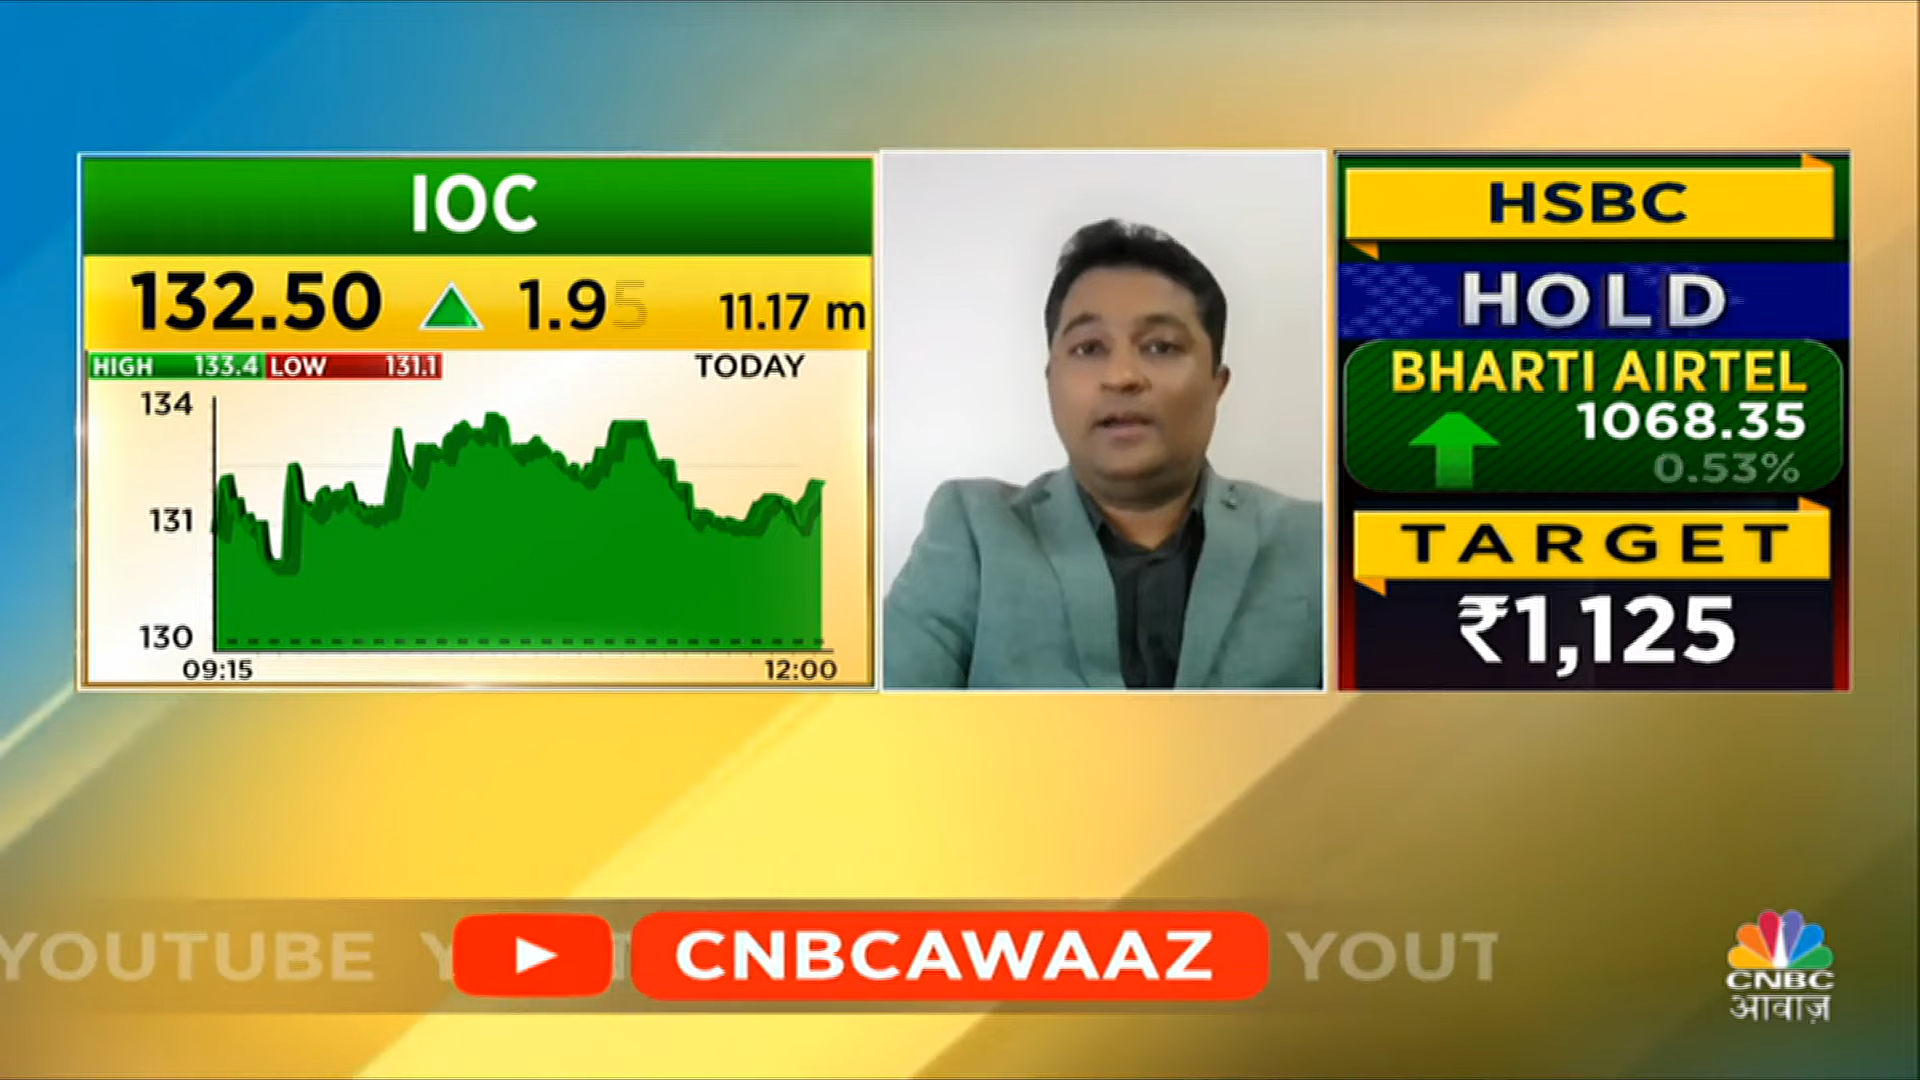 IOC
132.50 1.95 11.17 m
HIGH 133.4 LOW 131.1 TODAY
134
131
130
09:15 12:00
HSBC
HOLD
BHARTI AIRTEL
1068.35
0.53%
TARGET
₹1,125
YOUTUBE Y T CNBCAWAAZ YOUT
CNBC
आवाज़